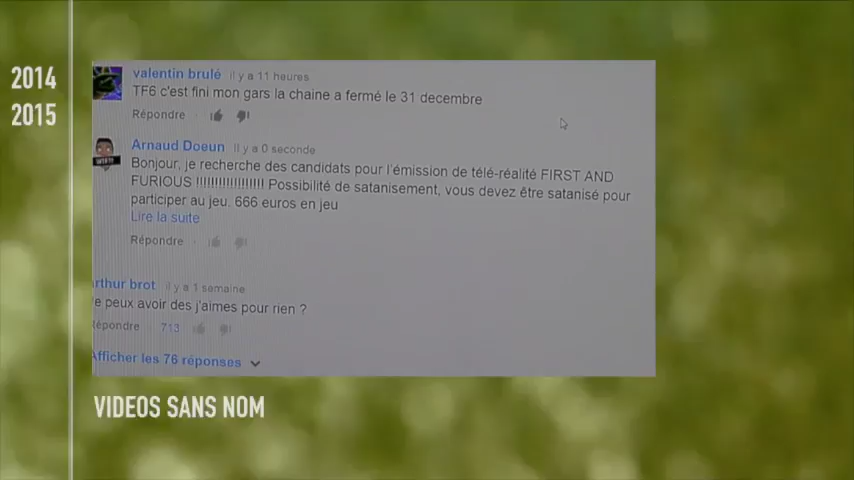 2014
2015
valentin brulé il y a 11 heures
TF6 c'est fini mon gars la chaine a fermé le 31 decembre
Répondre
Arnaud Doeun Il y a 0 seconde
Bonjour, je recherche des candidats pour l'émission de télé-réalité FIRST AND
FURIOUS !!!!!!!!!!!!!!!!!!! Possibilité de satanisement, vous devez être satanisé pour
participer au jeu. 666 euros en jeu
Lire la suite
Répondre
rthur brot il y a 1 semaine
e peux avoir des j'aimes pour rien ?
épondre 713
Afficher les 76 réponses
VIDEOS SANS NOM